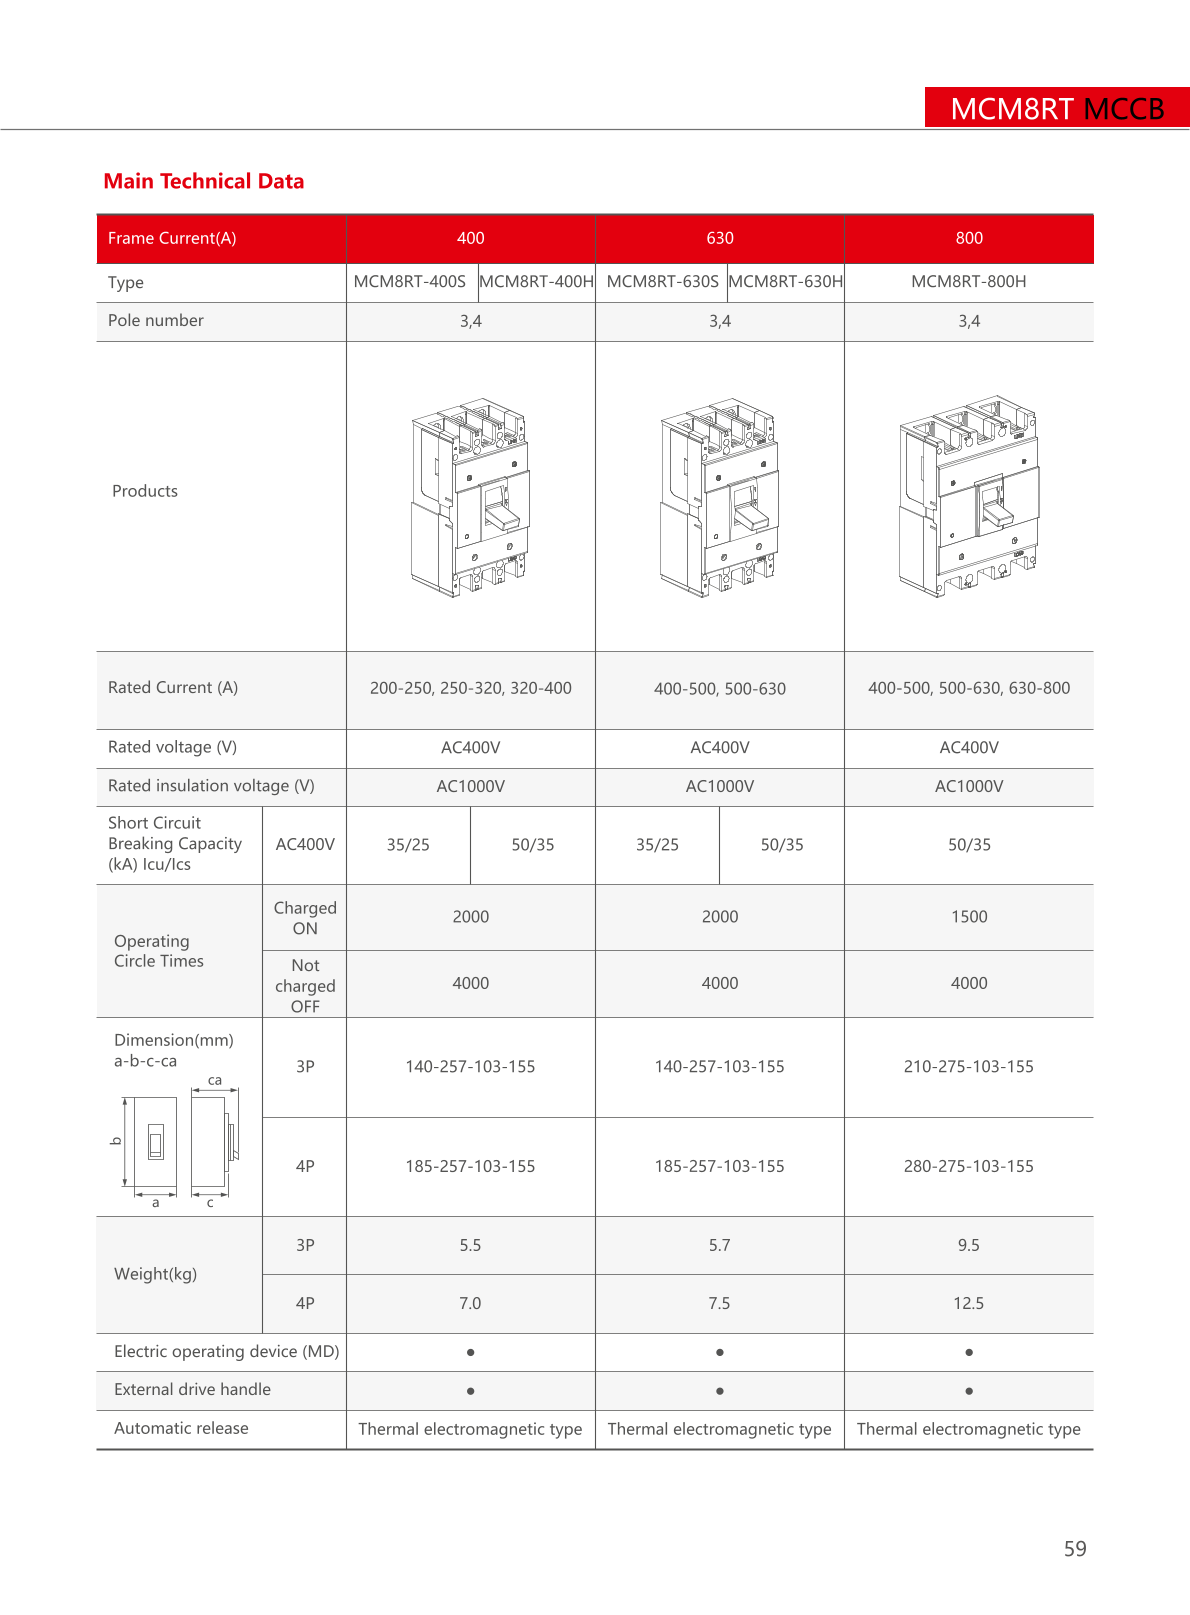 MCM8RT MCCB
Main Technical Data
Frame Current(A) 400 630 800
Type MCM8RT-400S MCM8RT-400H MCM8RT-630S MCM8RT-630H MCM8RT-800H
Pole number 3,4 3,4 3,4
Products
Rated Current (A) 200-250, 250-320, 320-400 400-500, 500-630 400-500, 500-630, 630-800
Rated voltage (V) AC400V AC400V AC400V
Rated insulation voltage (V) AC1000V AC1000V AC1000V
Short Circuit
Breaking Capacity
(kA) Icu/Ics
AC400V 35/25 50/35 35/25 50/35 50/35
Operating
Circle Times
Charged
ON
2000 2000 1500
Not
charged
OFF
4000 4000 4000
Dimension(mm)
a-b-c-ca
ca
b
a c
3P 140-257-103-155 140-257-103-155 210-275-103-155
4P 185-257-103-155 185-257-103-155 280-275-103-155
Weight(kg)
3P 5.5 5.7 9.5
4P 7.0 7.5 12.5
Electric operating device (MD) ● ● ●
External drive handle ● ● ●
Automatic release Thermal electromagnetic type Thermal electromagnetic type Thermal electromagnetic type
59